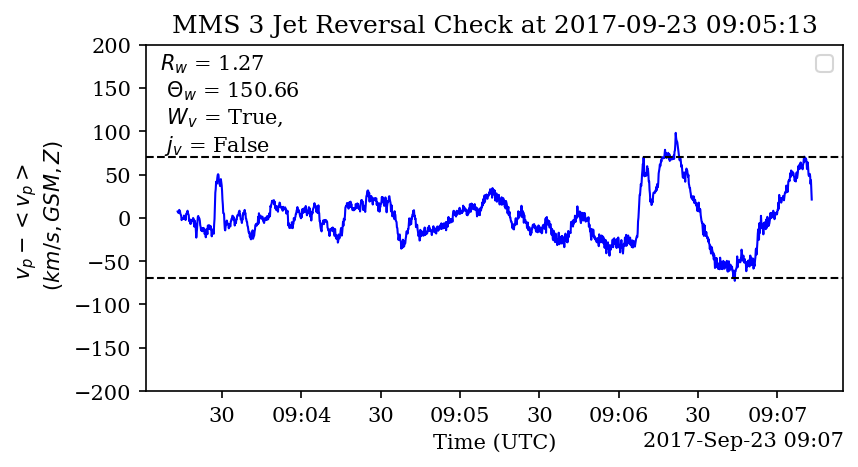 MMS 3 Jet Reversal Check at 2017-09-23 09:05:13
200
150
100
50
0
−50
−100
−150
−200
v_p − < v_p >
(km/s, GSM, Z)
R_w = 1.27
Θ_w = 150.66
W_v = True,
j_v = False
30 09:04 30 09:05 30 09:06 30 09:07
Time (UTC)
2017-Sep-23 09:07